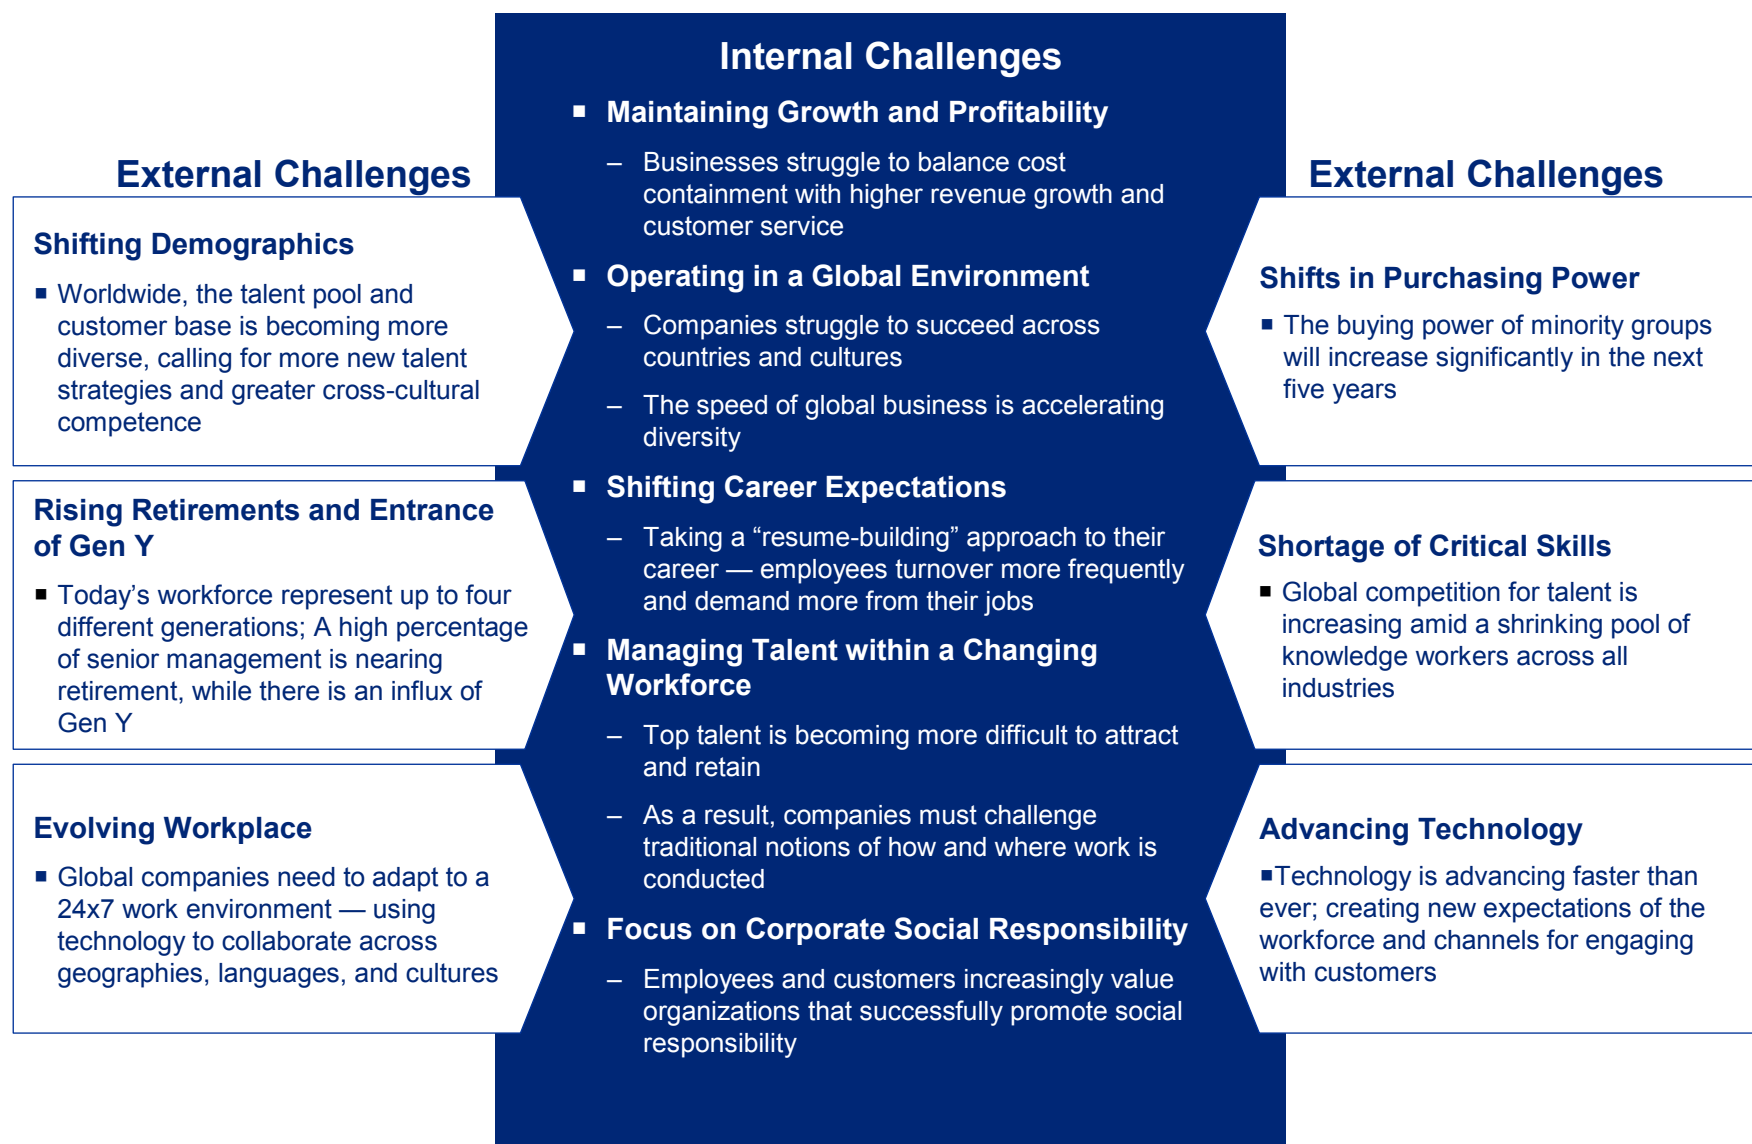 External Challenges
Shifting Demographics
■ Worldwide, the talent pool and
customer base is becoming more
diverse, calling for more new talent
strategies and greater cross-cultural
competence
Rising Retirements and Entrance
of Gen Y
■ Today’s workforce represent up to four
different generations; A high percentage
of senior management is nearing
retirement, while there is an influx of
Gen Y
Evolving Workplace
■ Global companies need to adapt to a
24x7 work environment — using
technology to collaborate across
geographies, languages, and cultures
Internal Challenges
■ Maintaining Growth and Profitability
– Businesses struggle to balance cost
containment with higher revenue growth and
customer service
■ Operating in a Global Environment
– Companies struggle to succeed across
countries and cultures
– The speed of global business is accelerating
diversity
■ Shifting Career Expectations
– Taking a “resume-building” approach to their
career — employees turnover more frequently
and demand more from their jobs
■ Managing Talent within a Changing
Workforce
– Top talent is becoming more difficult to attract
and retain
– As a result, companies must challenge
traditional notions of how and where work is
conducted
■ Focus on Corporate Social Responsibility
– Employees and customers increasingly value
organizations that successfully promote social
responsibility
External Challenges
Shifts in Purchasing Power
■ The buying power of minority groups
will increase significantly in the next
five years
Shortage of Critical Skills
■ Global competition for talent is
increasing amid a shrinking pool of
knowledge workers across all
industries
Advancing Technology
■Technology is advancing faster than
ever; creating new expectations of the
workforce and channels for engaging
with customers